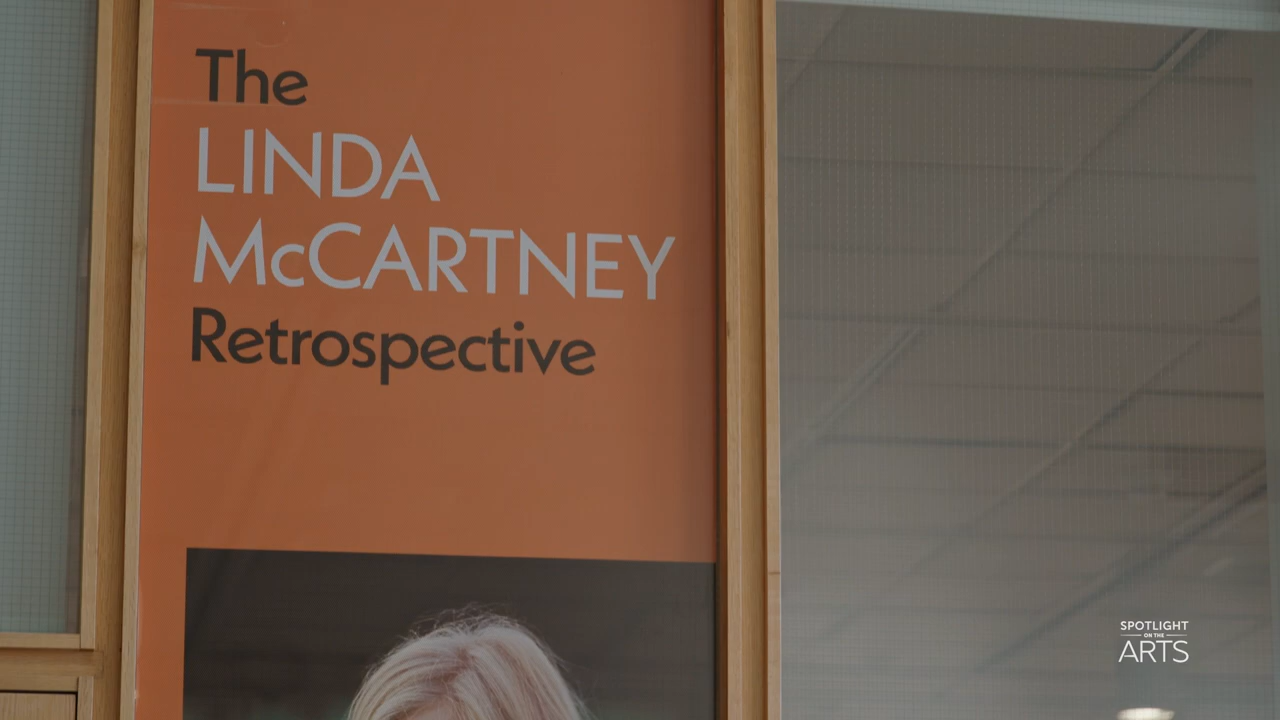 The
LINDA
McCARTNEY
Retrospective
SPOTLIGHT
ON THE
ARTS